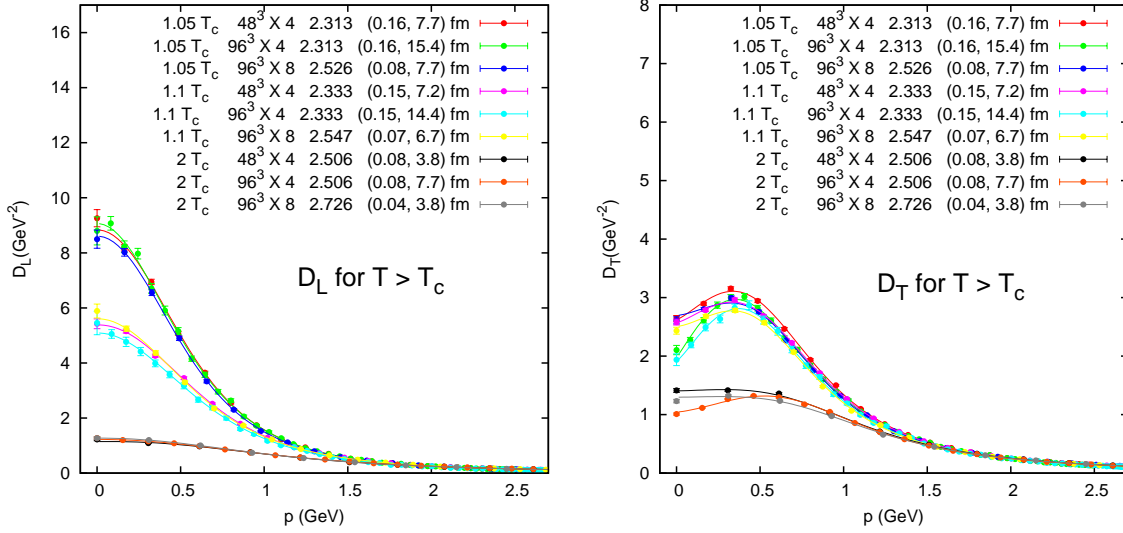 1.05 T_c 48^3 X 4 2.313 (0.16, 7.7) fm
1.05 T_c 96^3 X 4 2.313 (0.16, 15.4) fm
1.05 T_c 96^3 X 8 2.526 (0.08, 7.7) fm
1.1 T_c 48^3 X 4 2.333 (0.15, 7.2) fm
1.1 T_c 96^3 X 4 2.333 (0.15, 14.4) fm
1.1 T_c 96^3 X 8 2.547 (0.07, 6.7) fm
2 T_c 48^3 X 4 2.506 (0.08, 3.8) fm
2 T_c 96^3 X 4 2.506 (0.08, 7.7) fm
2 T_c 96^3 X 8 2.726 (0.04, 3.8) fm
D_L for T > T_c
D_L(GeV^-2)
16
14
12
10
8
6
4
2
0
0 0.5 1 1.5 2 2.5
p (GeV)
1.05 T_c 48^3 X 4 2.313 (0.16, 7.7) fm
1.05 T_c 96^3 X 4 2.313 (0.16, 15.4) fm
1.05 T_c 96^3 X 8 2.526 (0.08, 7.7) fm
1.1 T_c 48^3 X 4 2.333 (0.15, 7.2) fm
1.1 T_c 96^3 X 4 2.333 (0.15, 14.4) fm
1.1 T_c 96^3 X 8 2.547 (0.07, 6.7) fm
2 T_c 48^3 X 4 2.506 (0.08, 3.8) fm
2 T_c 96^3 X 4 2.506 (0.08, 7.7) fm
2 T_c 96^3 X 8 2.726 (0.04, 3.8) fm
D_T for T > T_c
D_T(GeV^-2)
8
7
6
5
4
3
2
1
0
0 0.5 1 1.5 2 2.5
p (GeV)